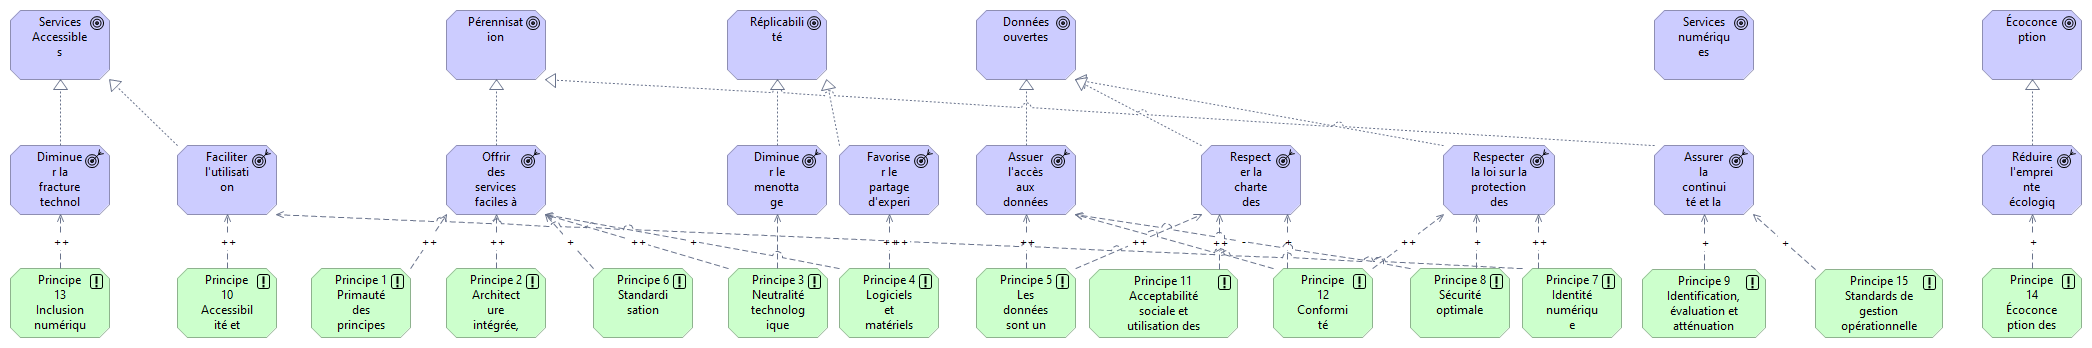 Services
Accessible
s
Pérennisat
ion
Réplicabili
té
Données
ouvertes
Services
numériqu
es
Écoconce
ption
Diminue
r la
fracture
technol
Faciliter
l'utilisati
on
Offrir
des
services
faciles à
Diminue
r le
menotta
ge
Favorise
r le
partage
d'experi
Assuer
l'accès
aux
données
Respect
er la
charte
des
Respecter
la loi sur la
protection
des
Assurer
la
continui
té et la
Réduire
l'emprei
nte
écologiq
++
++
++
++
+
++
+
++
++
++
++
++
-
+
++
+
++
+
+
+
Principe
13
Inclusion
numériqu
Principe
10
Accessibil
ité et
Principe 1
Primauté
des
principes
Principe 2
Architect
ure
intégrée,
Principe 6
Standardi
sation
Principe 3
Neutralité
technolog
ique
Principe 4
Logiciels
et
matériels
Principe 5
Les
données
sont un
Principe 11
Acceptabilité
sociale et
utilisation des
Principe
12
Conformi
té
Principe 8
Sécurité
optimale
Principe 7
Identité
numériqu
e
Principe 9
Identification,
évaluation et
atténuation
Principe 15
Standards de
gestion
opérationnelle
Principe
14
Écoconce
ption des